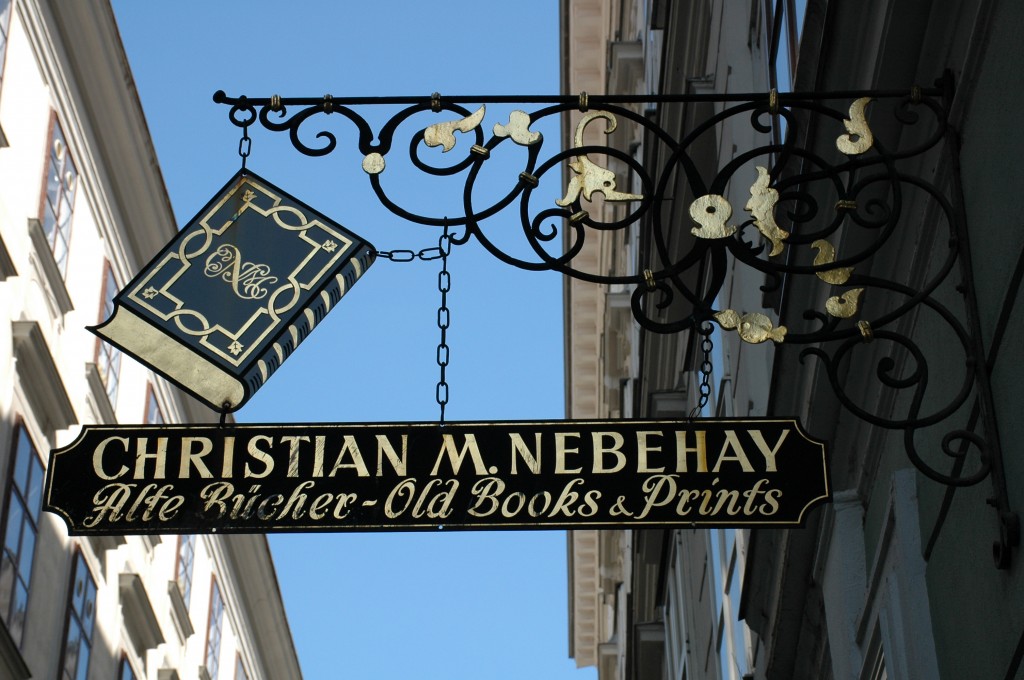 CHRISTIAN M. NEBEHAY
Alte Bücher - Old Books & Prints